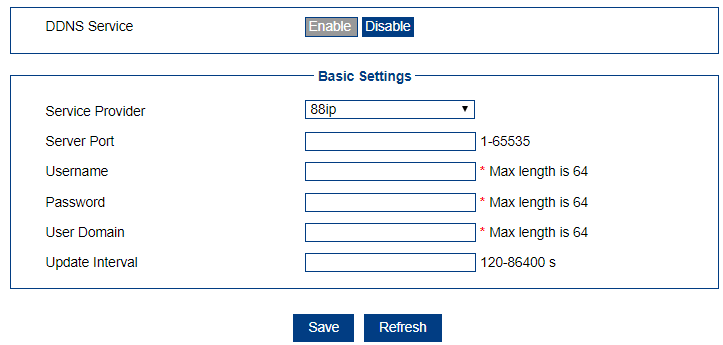 DDNS Service Enable Disable
Basic Settings
Service Provider 88ip
Server Port 1-65535
Username * Max length is 64
Password * Max length is 64
User Domain * Max length is 64
Update Interval 120-86400 s
Save Refresh